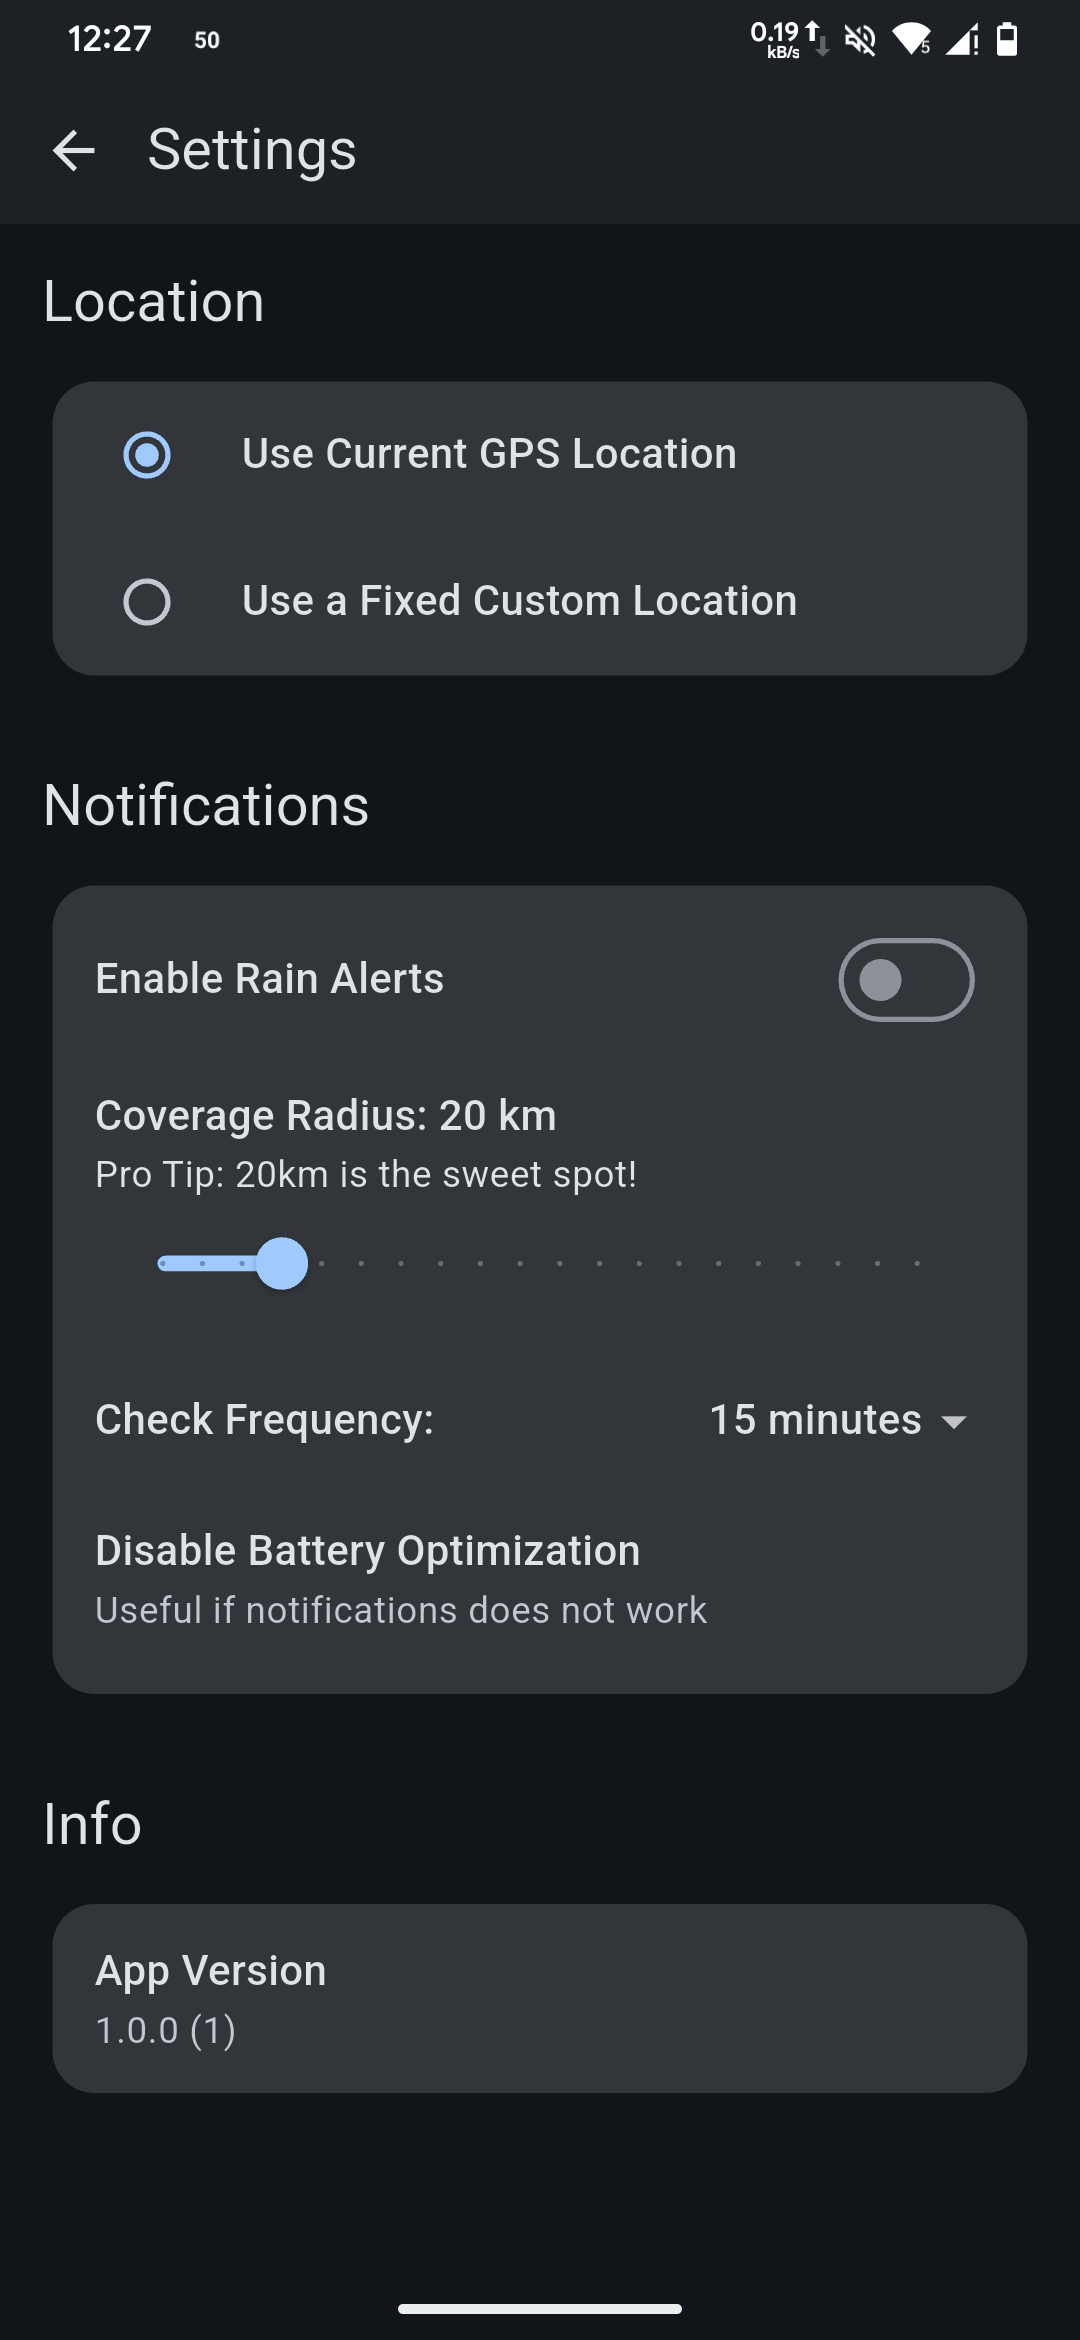 12:27 50 0.19 kB/s 5
Settings
Location
Use Current GPS Location
Use a Fixed Custom Location
Notifications
Enable Rain Alerts
Coverage Radius: 20 km
Pro Tip: 20km is the sweet spot!
Check Frequency: 15 minutes
Disable Battery Optimization
Useful if notifications does not work
Info
App Version
1.0.0 (1)